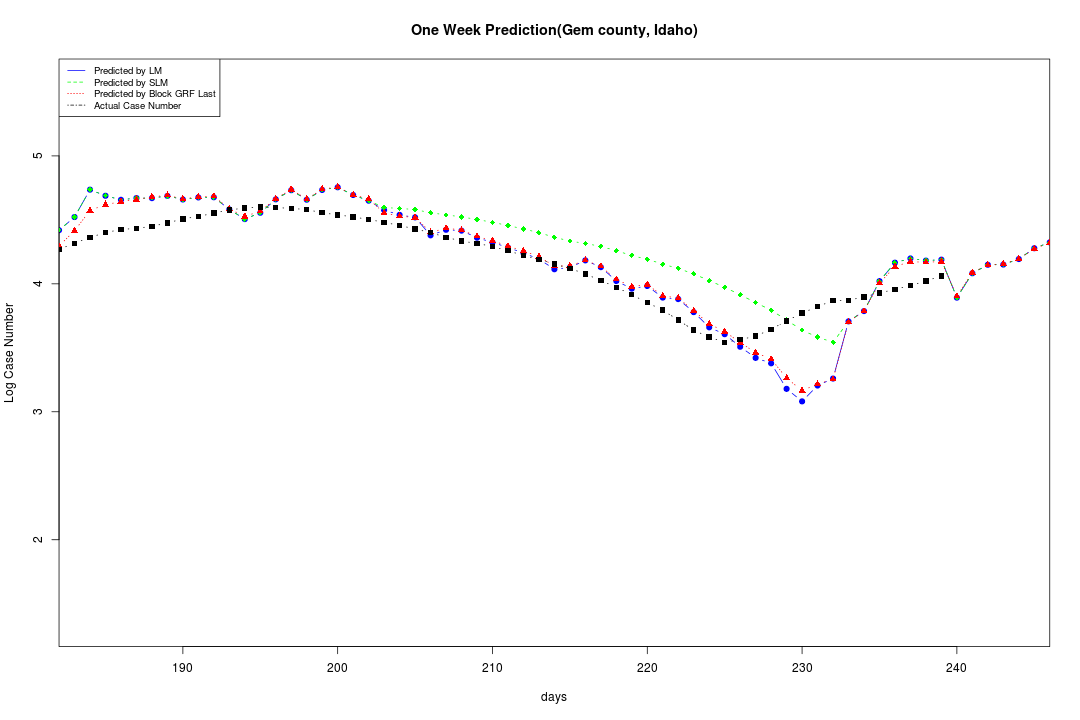 One Week Prediction(Gem county, Idaho)
Predicted by LM
Predicted by SLM
Predicted by Block GRF Last
Actual Case Number
5
4
3
2
Log Case Number
190 200 210 220 230 240
days